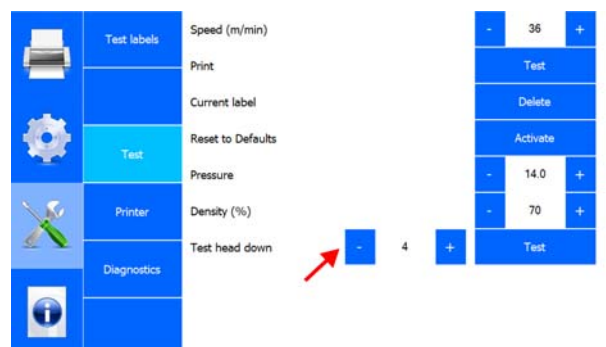 Test labels
Test
Printer
Diagnostics
Speed (m/min) - 36 +
Print Test
Current label Delete
Reset to Defaults Activate
Pressure - 14.0 +
Density (%) - 70 +
Test head down - 4 + Test
i